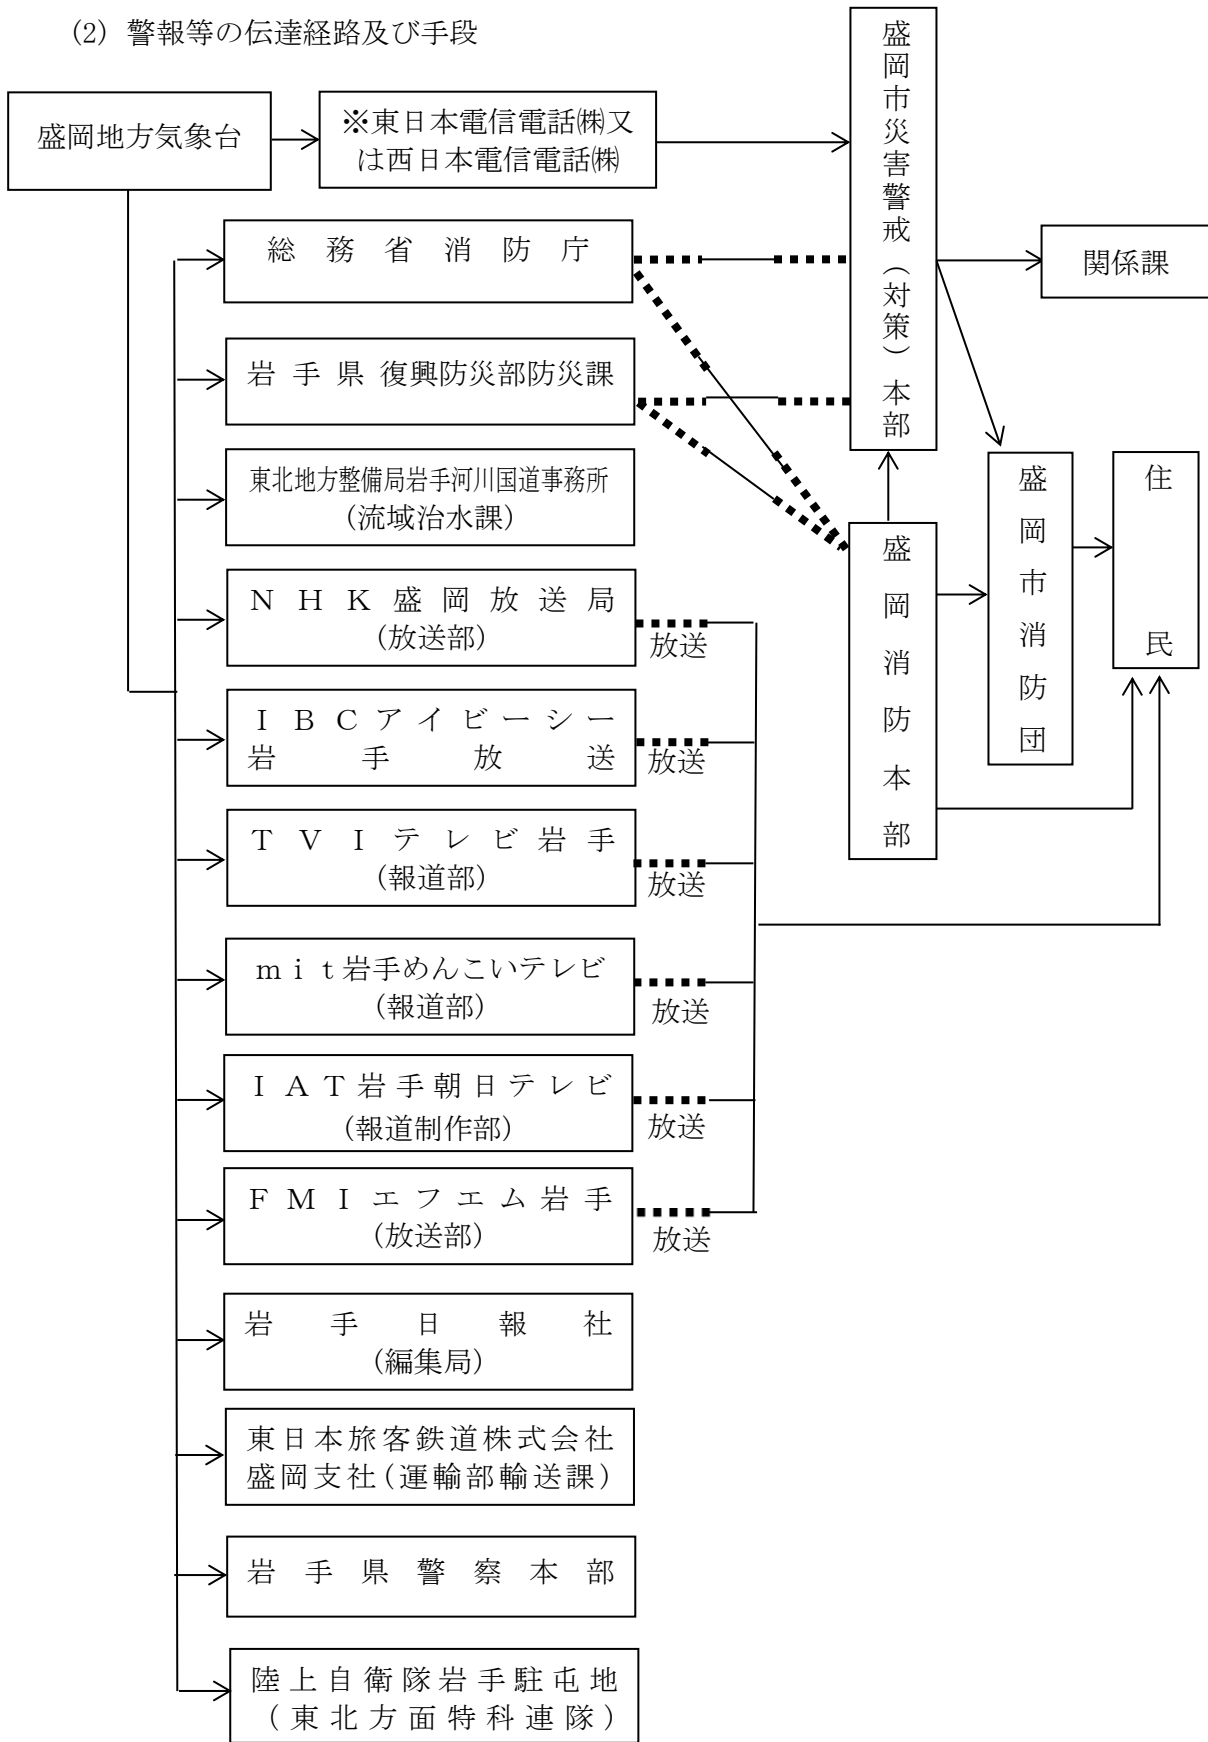 (2) 警報等の伝達経路及び手段
盛岡地方気象台
※東日本電信電話㈱又
は西日本電信電話㈱
盛岡市災害警戒（対策）本部
関係課
総務省消防庁
岩手県復興防災部防災課
東北地方整備局岩手河川国道事務所
(流域治水課)
ＮＨＫ盛岡放送局
(放送部)
放送
ＩＢＣアイビーシー
岩手放送
放送
ＴＶＩテレビ岩手
(報道部)
放送
ｍｉｔ岩手めんこいテレビ
(報道部)
放送
ＩＡＴ岩手朝日テレビ
(報道制作部)
放送
ＦＭＩエフエム岩手
(放送部)
放送
岩手日報社
(編集局)
東日本旅客鉄道株式会社
盛岡支社(運輸部輸送課)
岩手県警察本部
陸上自衛隊岩手駐屯地
(東北方面特科連隊)
盛岡消防本部
盛岡市消防団
住民